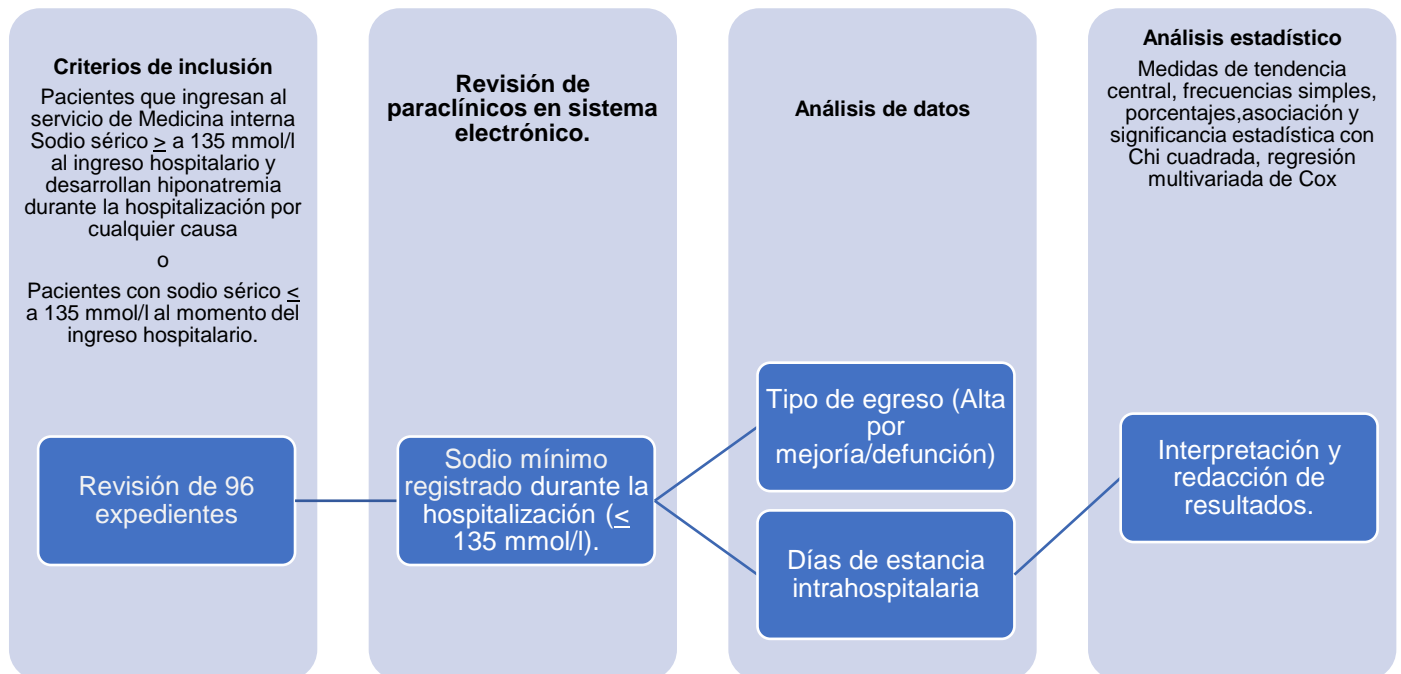 Criterios de inclusión
Pacientes que ingresan al
servicio de Medicina interna
Sodio sérico ≥ a 135 mmol/l
al ingreso hospitalario y
desarrollan hiponatremia
durante la hospitalización por
cualquier causa
o
Pacientes con sodio sérico ≤
a 135 mmol/l al momento del
ingreso hospitalario.
Revisión de 96
expedientes
Revisión de
paraclínicos en sistema
electrónico.
Sodio mínimo
registrado durante la
hospitalización (≤
135 mmol/l).
Análisis de datos
Tipo de egreso (Alta
por
mejoría/defunción)
Días de estancia
intrahospitalaria
Análisis estadístico
Medidas de tendencia
central, frecuencias simples,
porcentajes,asociación y
significancia estadística con
Chi cuadrada, regresión
multivariada de Cox
Interpretación y
redacción de
resultados.